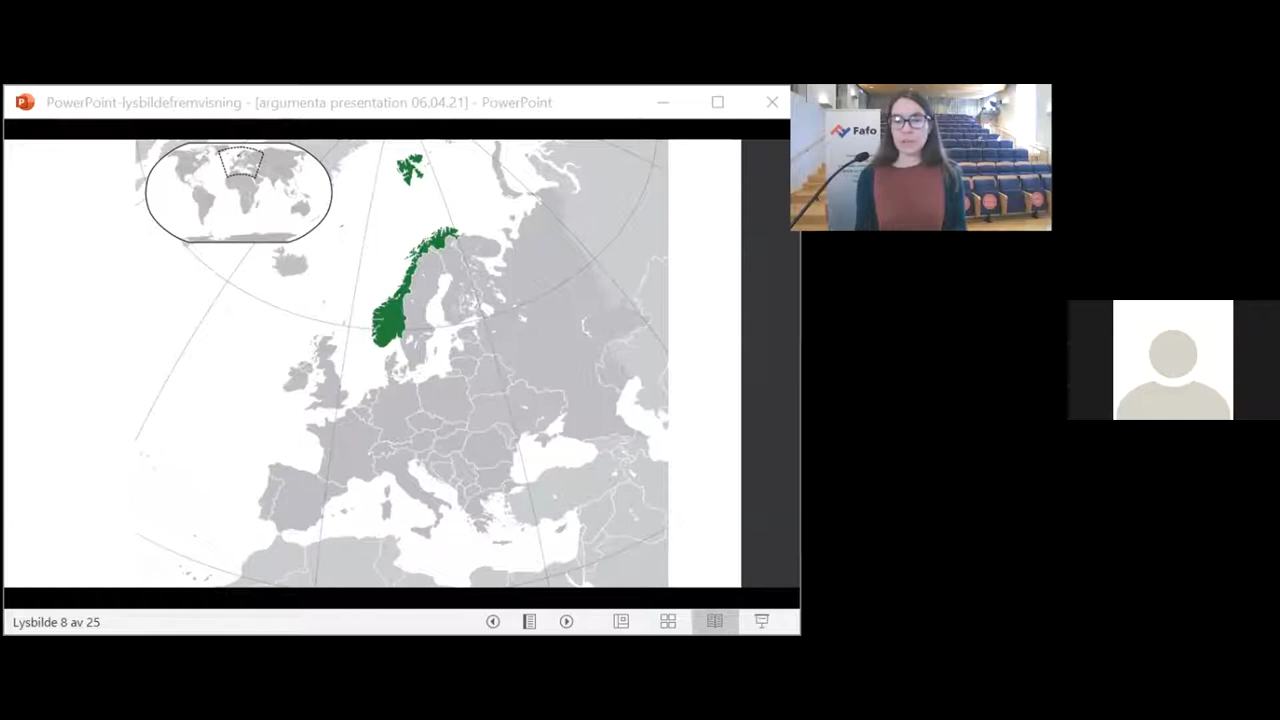 PowerPoint-lysbildefremvisning - [argumenta presentation 06.04.21] - PowerPoint
Fafo
Lysbilde 8 av 25